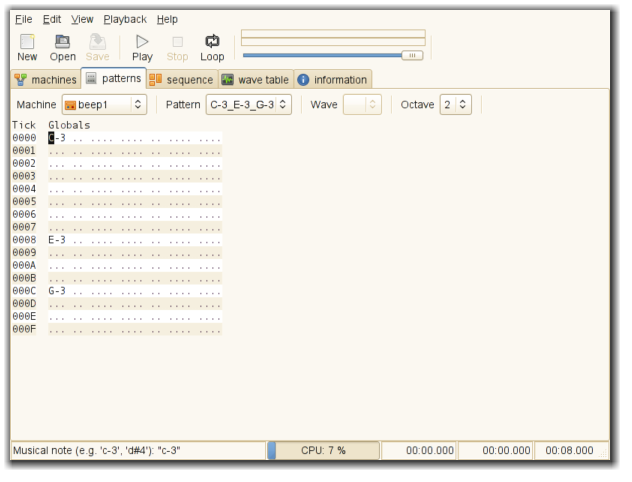 File Edit View Playback Help
New Open Save Play Stop Loop
machines patterns sequence wave table information
Machine beep1 Pattern C-3_E-3_G-3 Wave Octave 2
Tick Globals
0000 C-3 .. .... .... .. .... ....
0001 ... .. .... .... .. .... ....
0002 ... .. .... .... .. .... ....
0003 ... .. .... .... .. .... ....
0004 ... .. .... .... .. .... ....
0005 ... .. .... .... .. .... ....
0006 ... .. .... .... .. .... ....
0007 ... .. .... .... .. .... ....
0008 E-3 .. .... .... .. .... ....
0009 ... .. .... .... .. .... ....
000A ... .. .... .... .. .... ....
000B ... .. .... .... .. .... ....
000C G-3 .. .... .... .. .... ....
000D ... .. .... .... .. .... ....
000E ... .. .... .... .. .... ....
000F ... .. .... .... .. .... ....
Musical note (e.g. 'c-3', 'd#4'): "c-3" CPU: 7 % 00:00.000 00:00.000 00:08.000